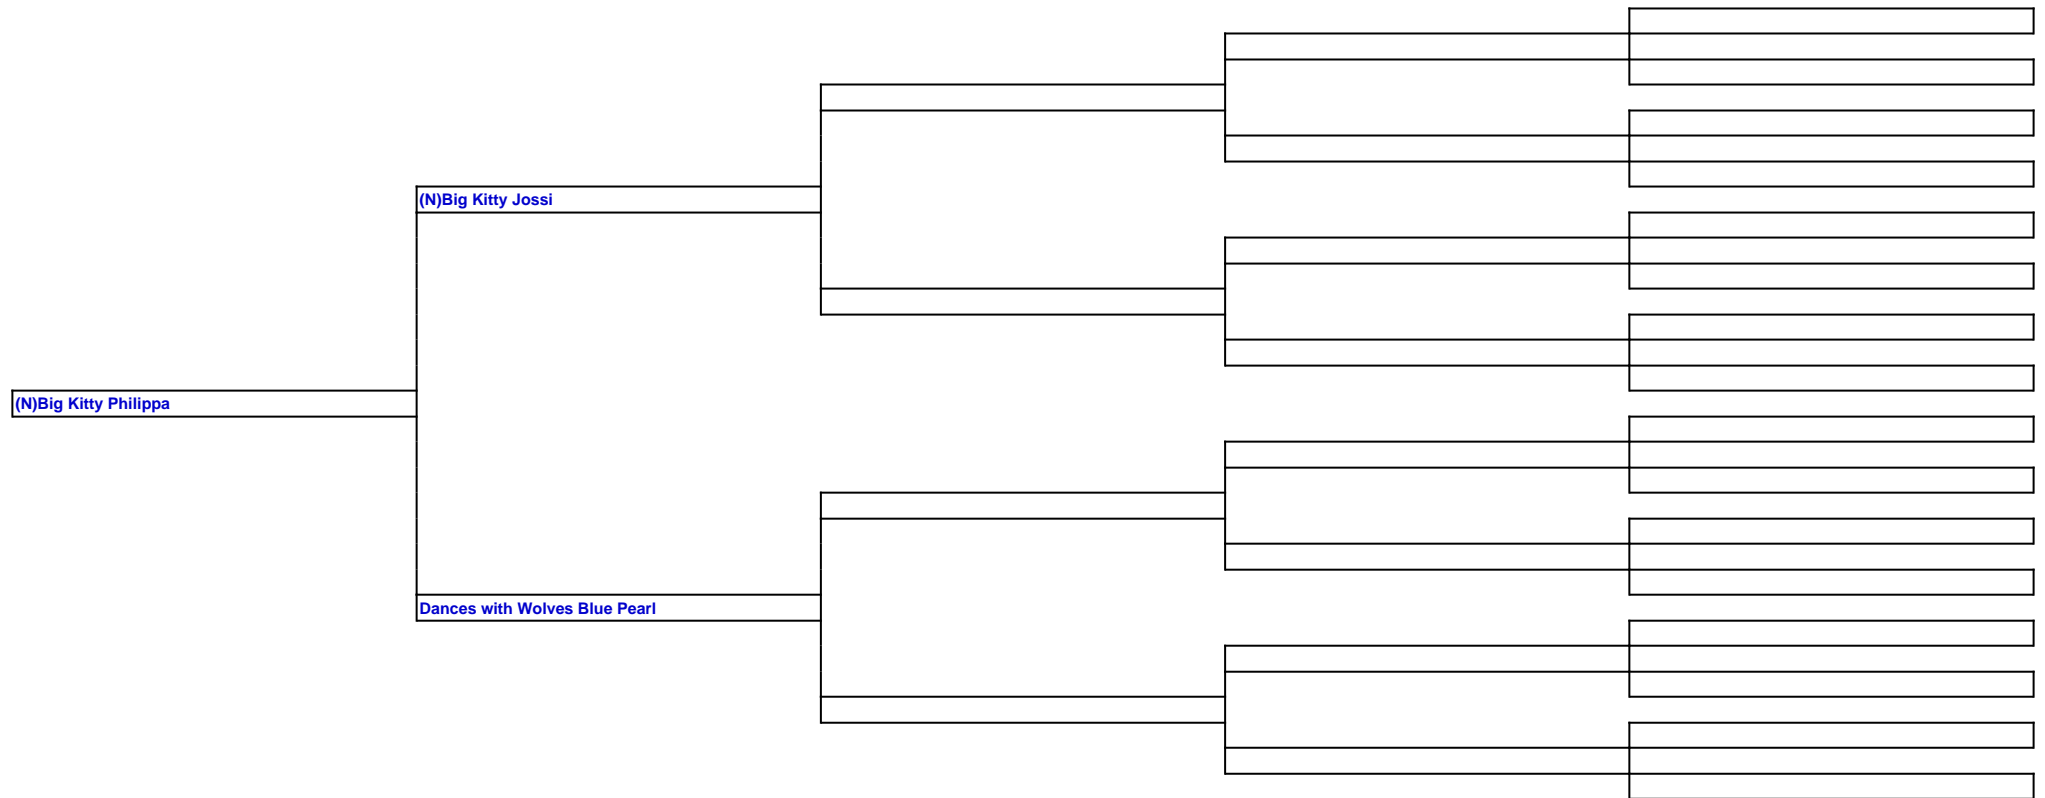 (N)Big Kitty Jossi
(N)Big Kitty Philippa
Dances with Wolves Blue Pearl